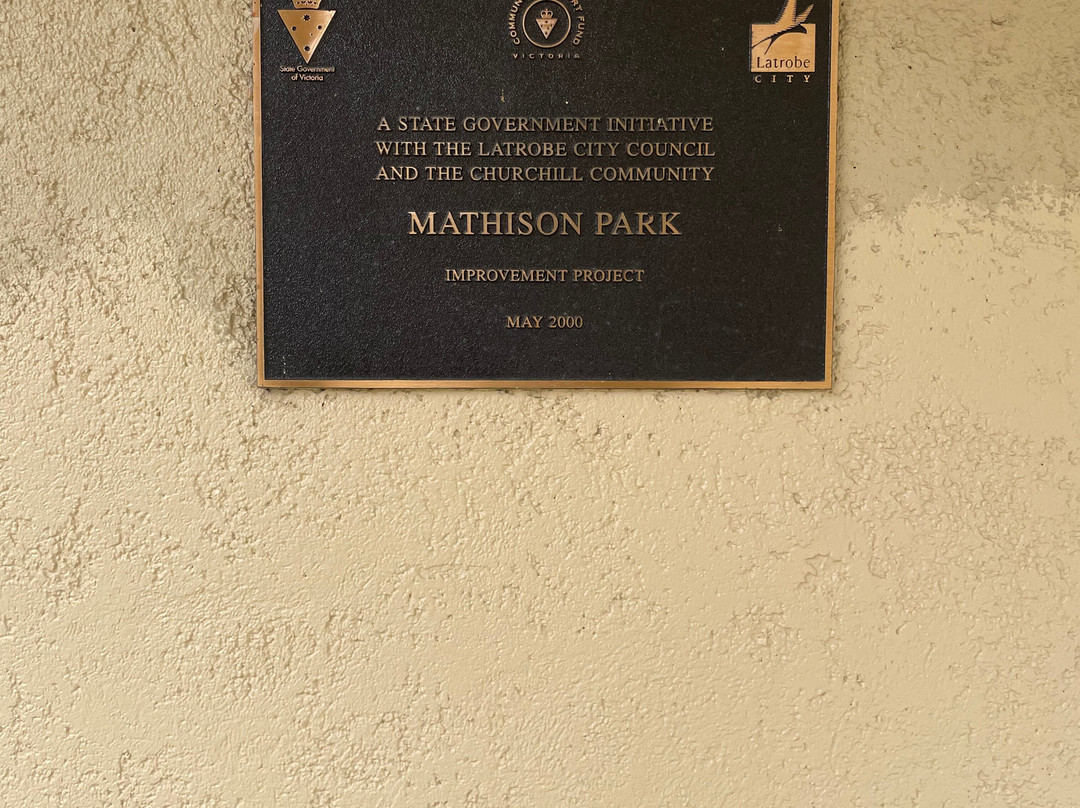 State Government
of Victoria
FUND
VICTORIA
Latrobe
CITY
A STATE GOVERNMENT INITIATIVE
WITH THE LATROBE CITY COUNCIL
AND THE CHURCHILL COMMUNITY
MATHISON PARK
IMPROVEMENT PROJECT
MAY 2000